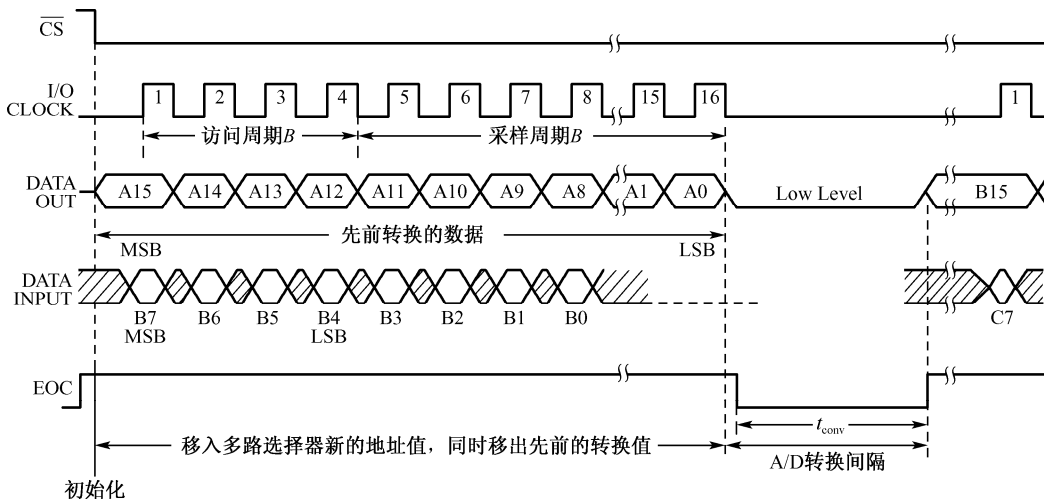 CS
I/O
CLOCK
1 2 3 4 5 6 7 8 15 16 1
访问周期B 采样周期B
DATA
OUT
A15 A14 A13 A12 A11 A10 A9 A8 A1 A0 Low Level B15
先前转换的数据
MSB LSB
DATA
INPUT
B7 B6 B5 B4 B3 B2 B1 B0 C7
MSB LSB
EOC
tconv
移入多路选择器新的地址值，同时移出先前的转换值
A/D转换间隔
初始化